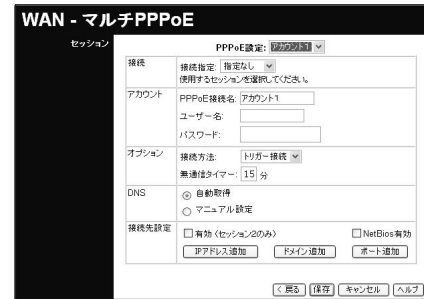 WAN - マルチPPPoE
セッション
PPPoE設定: アカウント1
接続
接続指定: 指定なし
使用するセッションを選択してください。
アカウント
PPPoE接続名: アカウント1
ユーザー名:
パスワード:
オプション
接続方法: トリガー接続
無通信タイマー: 15 分
DNS
自動取得
マニュアル設定
接続先設定
有効 (セッション2のみ) NetBios有効
IPアドレス追加 ドメイン追加 ポート追加
< 戻る 保存 キャンセル ヘルプ